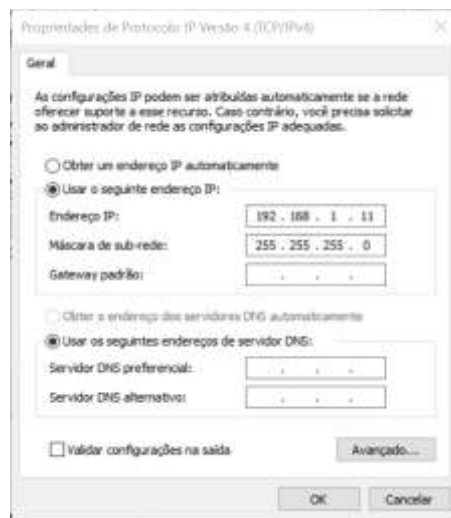 Propriedades de Protocolo IP Versão 4 (TCP/IPv4)
Geral
As configurações IP podem ser atribuídas automaticamente se a rede
oferecer suporte a esse recurso. Caso contrário, você precisa solicitar
ao administrador de rede as configurações IP adequadas.
Obter um endereço IP automaticamente
Usar o seguinte endereço IP:
Endereço IP: 192 . 168 . 1 . 11
Máscara de sub-rede: 255 . 255 . 255 . 0
Gateway padrão: . . .
Obter o endereço dos servidores DNS automaticamente
Usar os seguintes endereços de servidor DNS:
Servidor DNS preferencial: . . .
Servidor DNS alternativo: . . .
Validar configurações na saída Avançado...
OK Cancelar